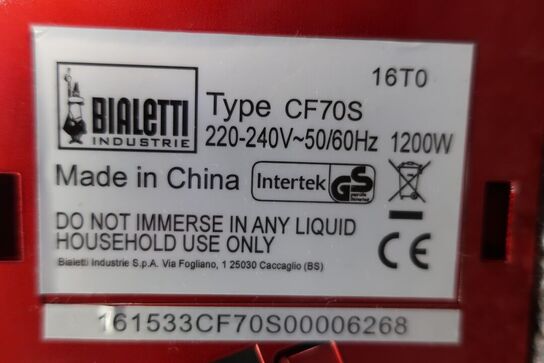 16T0
BIALETTI
INDUSTRIE
Type CF70S
220-240V~50/60Hz 1200W
Made in China
Intertek GS
DO NOT IMMERSE IN ANY LIQUID
HOUSEHOLD USE ONLY
CE
Bialetti Industrie S.p.A. Via Fogliano, 1 25030 Caccaglio (BS)
161533CF70S00006268